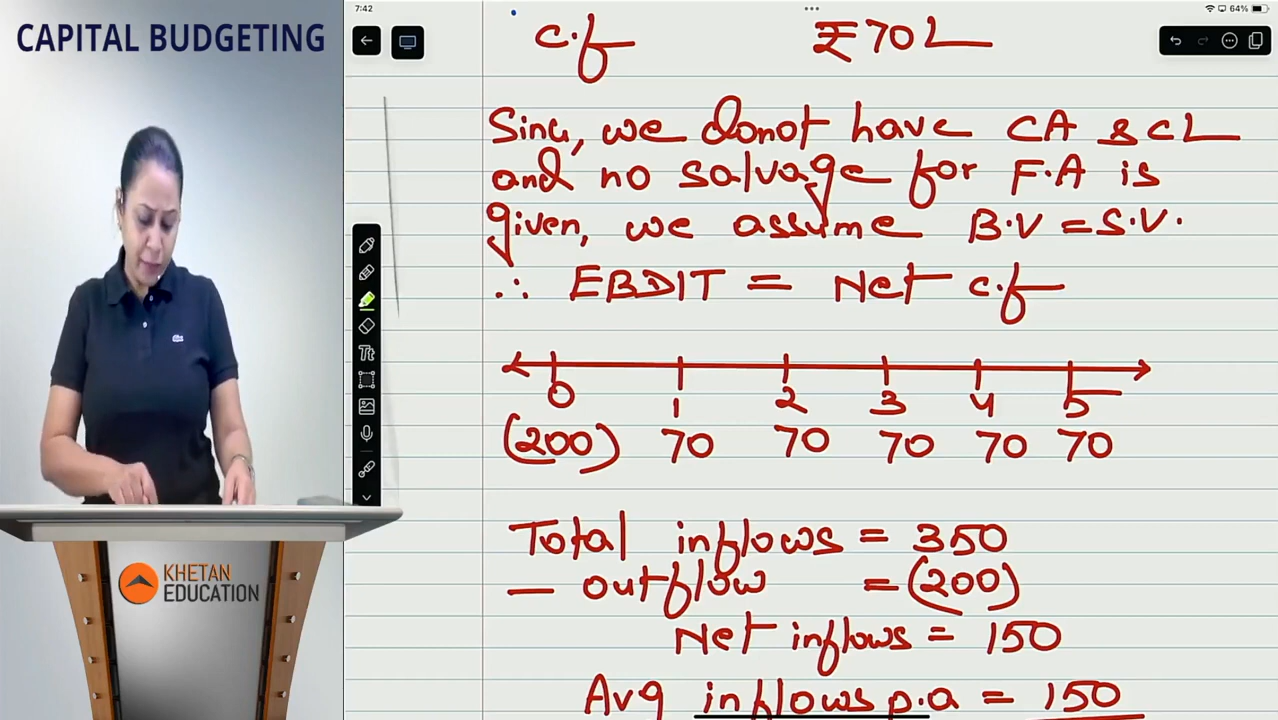 CAPITAL BUDGETING
7:42
64%
C.f ₹70L
Sinc, we donot have CA & CL
and no salvage for F.A is
given, we assume B.V = S.V.
∴ EBDIT = Net c.f
0 1 2 3 4 5
(200) 70 70 70 70 70
Total inflows = 350
— outflow = (200)
Net inflows = 150
Avg inflows p.a = 150
Tt
KHETAN
EDUCATION